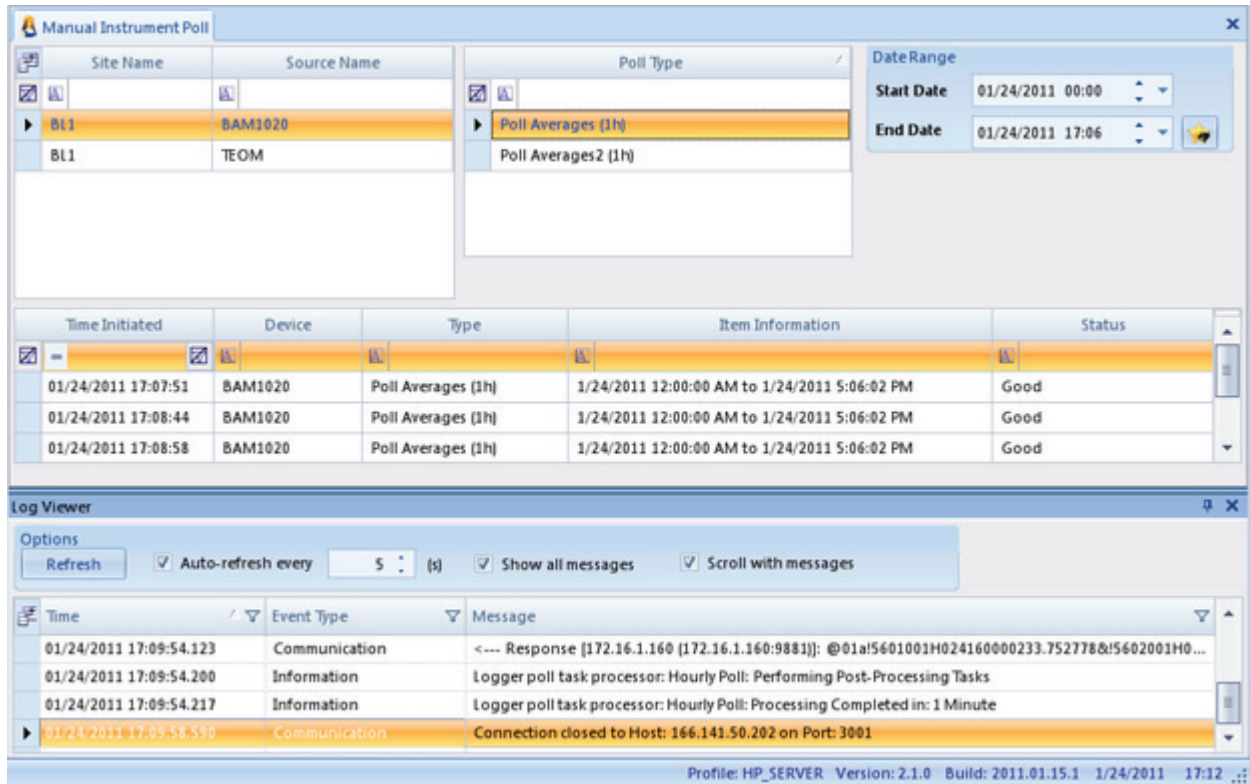 Manual Instrument Poll
Site Name Source Name Poll Type Date Range
Start Date 01/24/2011 00:00
BL1 BAM1020 Poll Averages (1h)
End Date 01/24/2011 17:06
BL1 TEOM Poll Averages2 (1h)
Time Initiated Device Type Item Information Status
=
01/24/2011 17:07:51 BAM1020 Poll Averages (1h) 1/24/2011 12:00:00 AM to 1/24/2011 5:06:02 PM Good
01/24/2011 17:08:44 BAM1020 Poll Averages (1h) 1/24/2011 12:00:00 AM to 1/24/2011 5:06:02 PM Good
01/24/2011 17:08:58 BAM1020 Poll Averages (1h) 1/24/2011 12:00:00 AM to 1/24/2011 5:06:02 PM Good
Log Viewer
Options
Refresh Auto-refresh every 5 (s) Show all messages Scroll with messages
Time Event Type Message
01/24/2011 17:09:54.123 Communication <--- Response [172.16.1.160 (172.16.1.160:9881)]: @01a!5601001H024160000233.752778&!5602001H0...
01/24/2011 17:09:54.200 Information Logger poll task processor: Hourly Poll: Performing Post-Processing Tasks
01/24/2011 17:09:54.217 Information Logger poll task processor: Hourly Poll: Processing Completed in: 1 Minute
01/24/2011 17:09:58.590 Communication Connection closed to Host: 166.141.50.202 on Port: 3001
Profile: HP_SERVER Version: 2.1.0 Build: 2011.01.15.1 1/24/2011 17:12